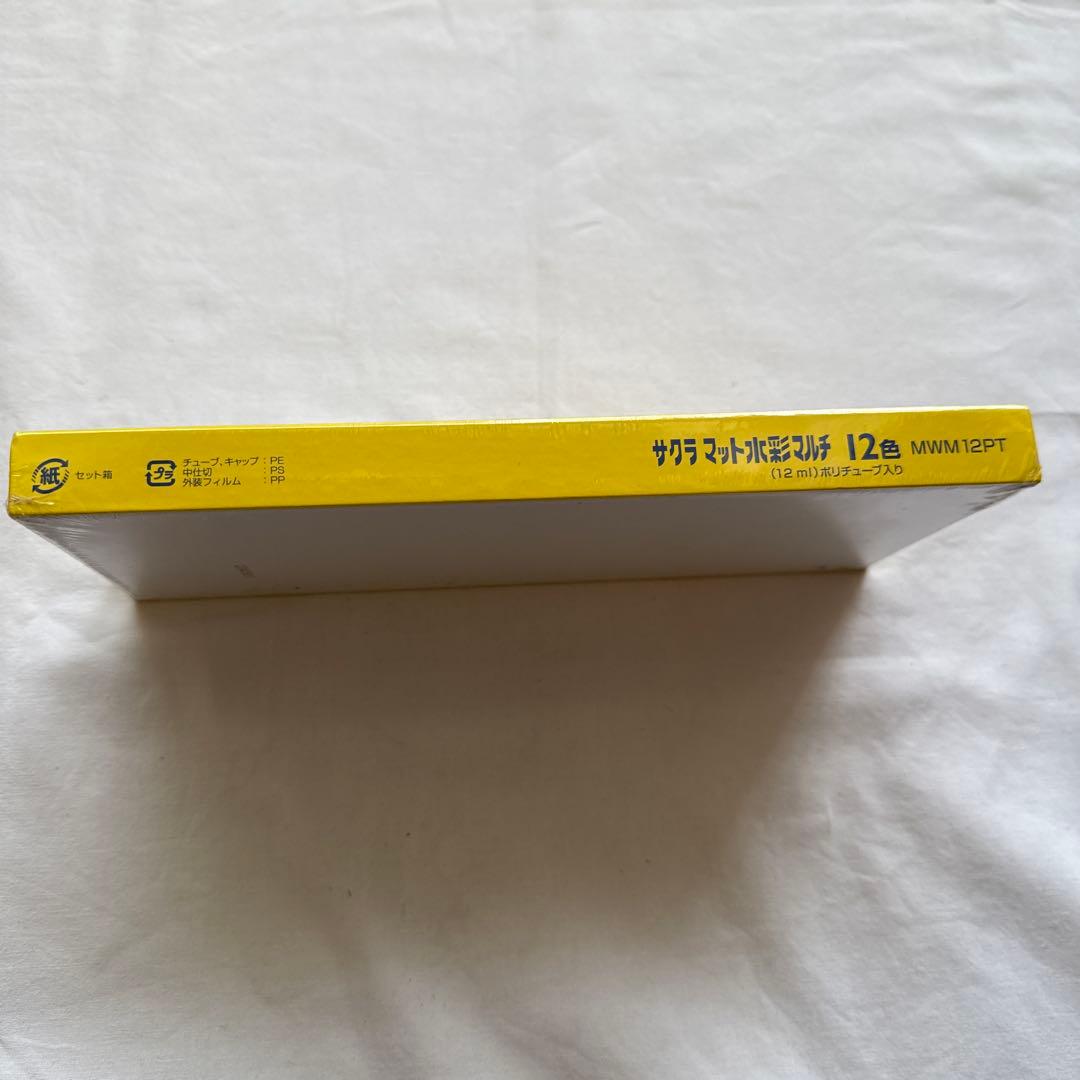 紙 セット箱
プラ
チューブ、キャップ : PE
中仕切 : PS
外装フィルム : PP
サクラ マット水彩マルチ 12色 MWM12PT
(12 ml)ポリチューブ入り